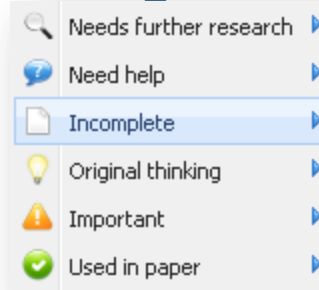 Needs further research
Need help
Incomplete
Original thinking
Important
Used in paper